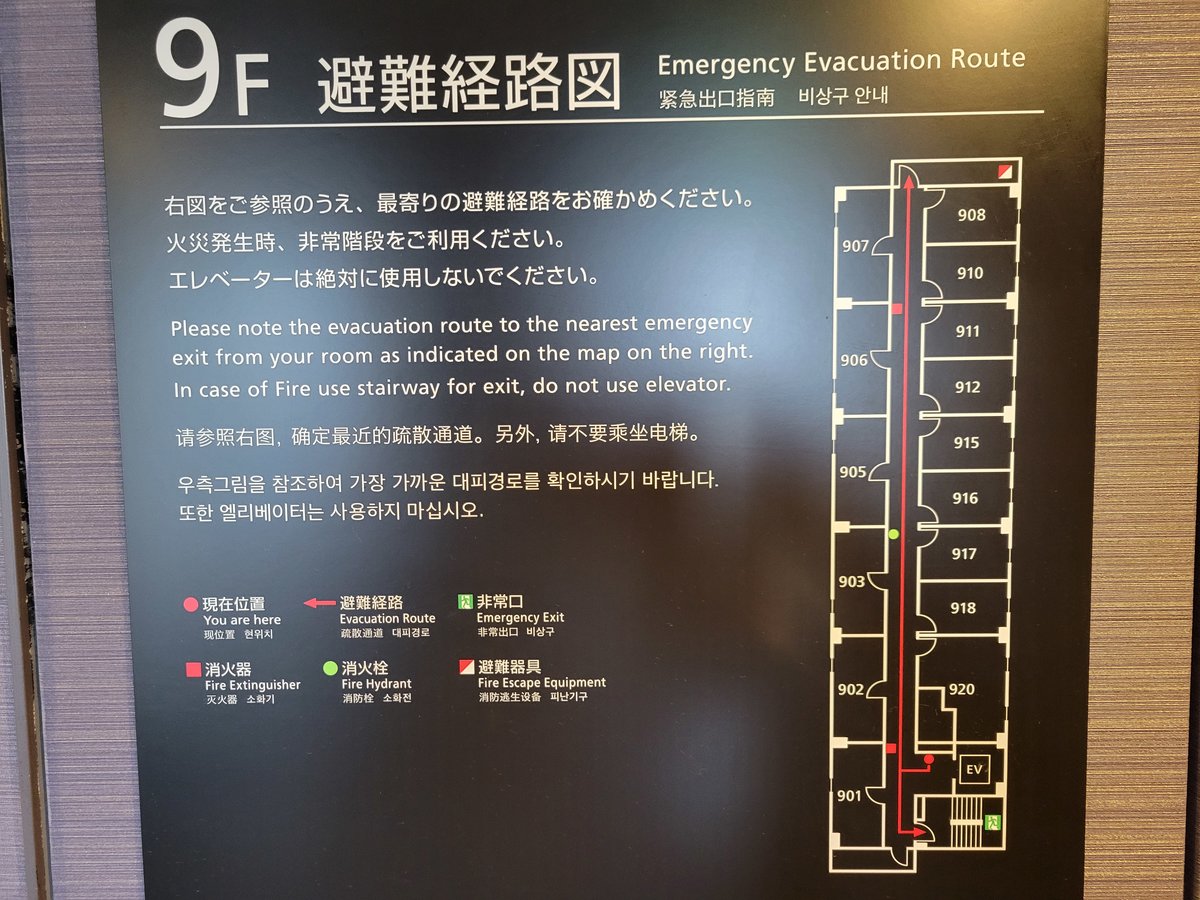 9F 避難経路図 Emergency Evacuation Route
緊急出口指南 비상구 안내
右図をご参照のうえ、最寄りの避難経路をお確かめください。
火災発生時、非常階段をご利用ください。
エレベーターは絶対に使用しないでください。
Please note the evacuation route to the nearest emergency
exit from your room as indicated on the map on the right.
In case of Fire use stairway for exit, do not use elevator.
请参照右图, 确定最近的疏散通道。另外, 请不要乘坐电梯。
우측그림을 참조하여 가장 가까운 대피경로를 확인하시기 바랍니다.
또한 엘리베이터는 사용하지 마십시오.
現在位置
You are here
现位置 현위치
避難経路
Evacuation Route
疏散通道 대피경로
非常口
Emergency Exit
非常出口 비상구
消火器
Fire Extinguisher
灭火器 소화기
消火栓
Fire Hydrant
消防栓 소화전
避難器具
Fire Escape Equipment
消防逃生设备 피난기구
908
907
910
911
906
912
915
905
916
917
903
918
902
920
EV
901